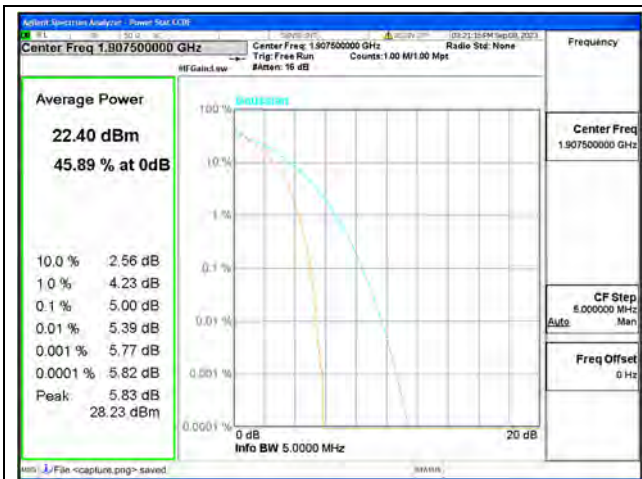 Agilent Spectrum Analyzer - Power Stat CCDF
Center Freq 1.907500000 GHz
Center Freq: 1.907500000 GHz
Radio Std: None
Trig: Free Run
Counts:1.00 M/1.00 Mpt
#IFGain:Low
#Atten: 16 dB
03:21:15 PM Sep 08, 2023
Frequency
Average Power
22.40 dBm
45.89 % at 0dB
10.0 % 2.56 dB
1.0 % 4.23 dB
0.1 % 5.00 dB
0.01 % 5.39 dB
0.001 % 5.77 dB
0.0001 % 5.82 dB
Peak 5.83 dB
28.23 dBm
Gaussian
100 %
10 %
1 %
0.1 %
0.01 %
0.001 %
0.0001 %
0 dB
20 dB
Info BW 5.0000 MHz
Center Freq
1.907500000 GHz
CF Step
5.000000 MHz
Auto Man
Freq Offset
0 Hz
MSG
File <capture.png> saved
STATUS